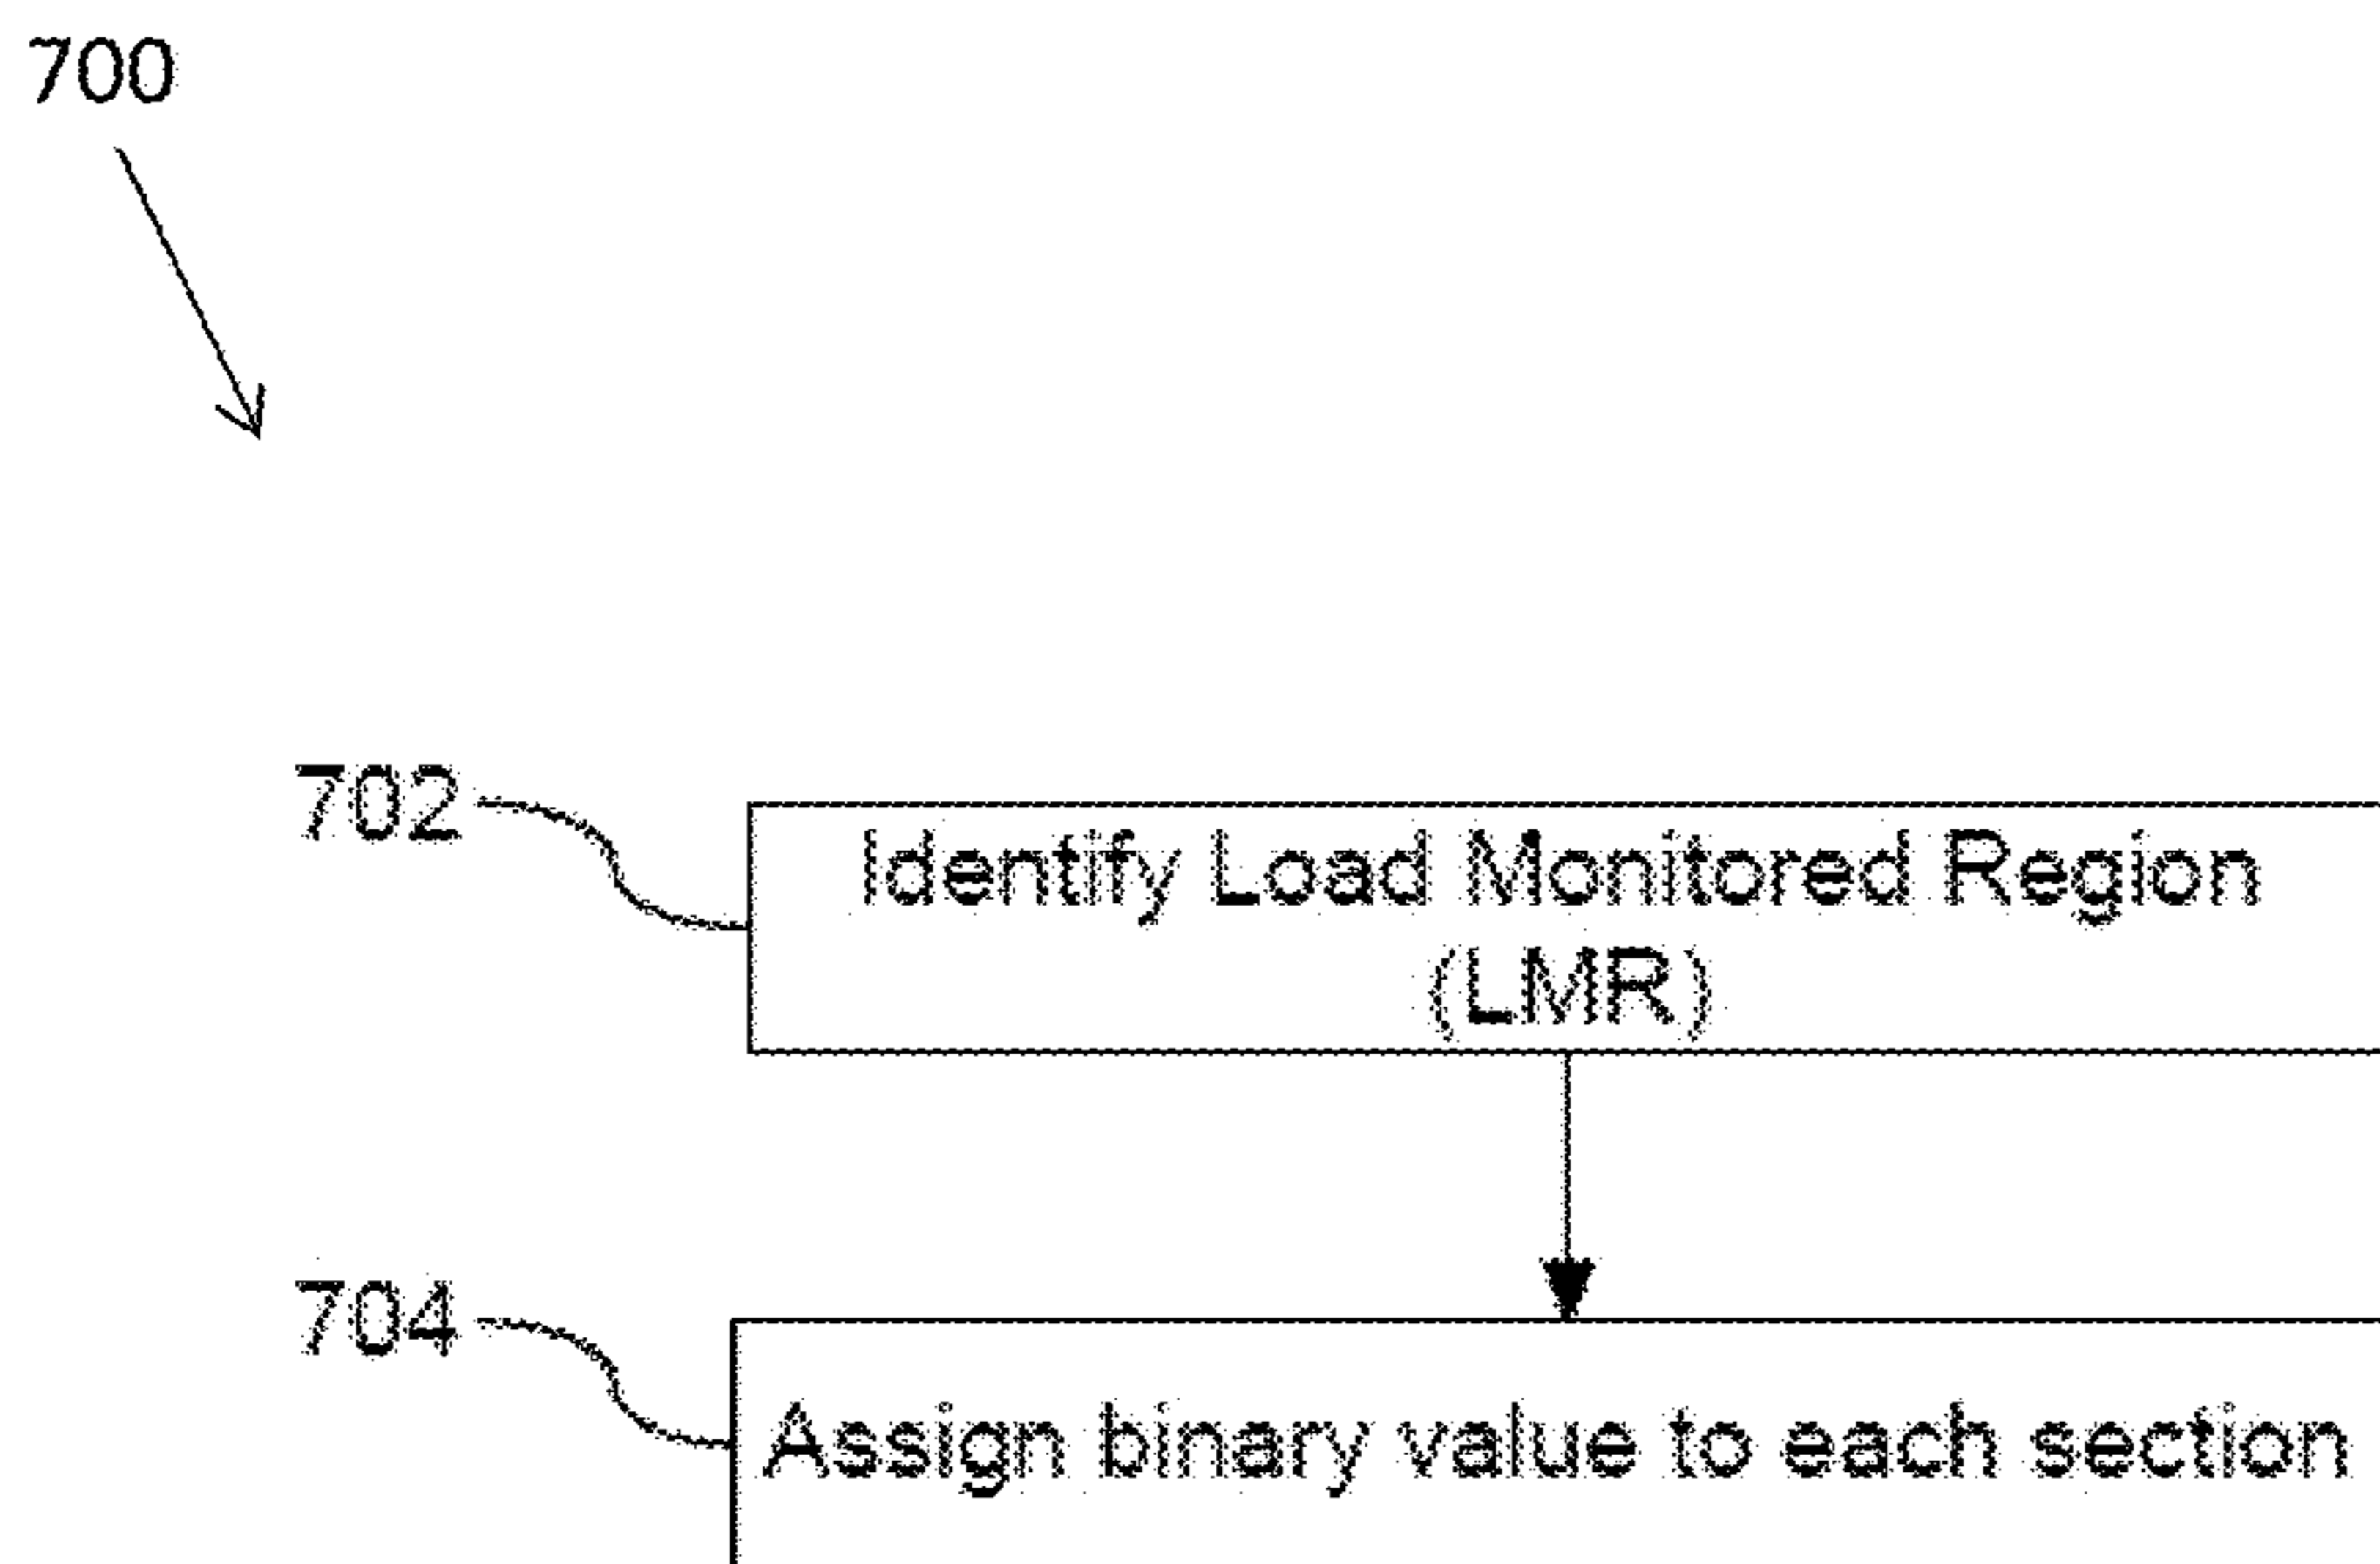 700
702
Identify Load Monitored Region
(LMR)
704
Assign binary value to each section